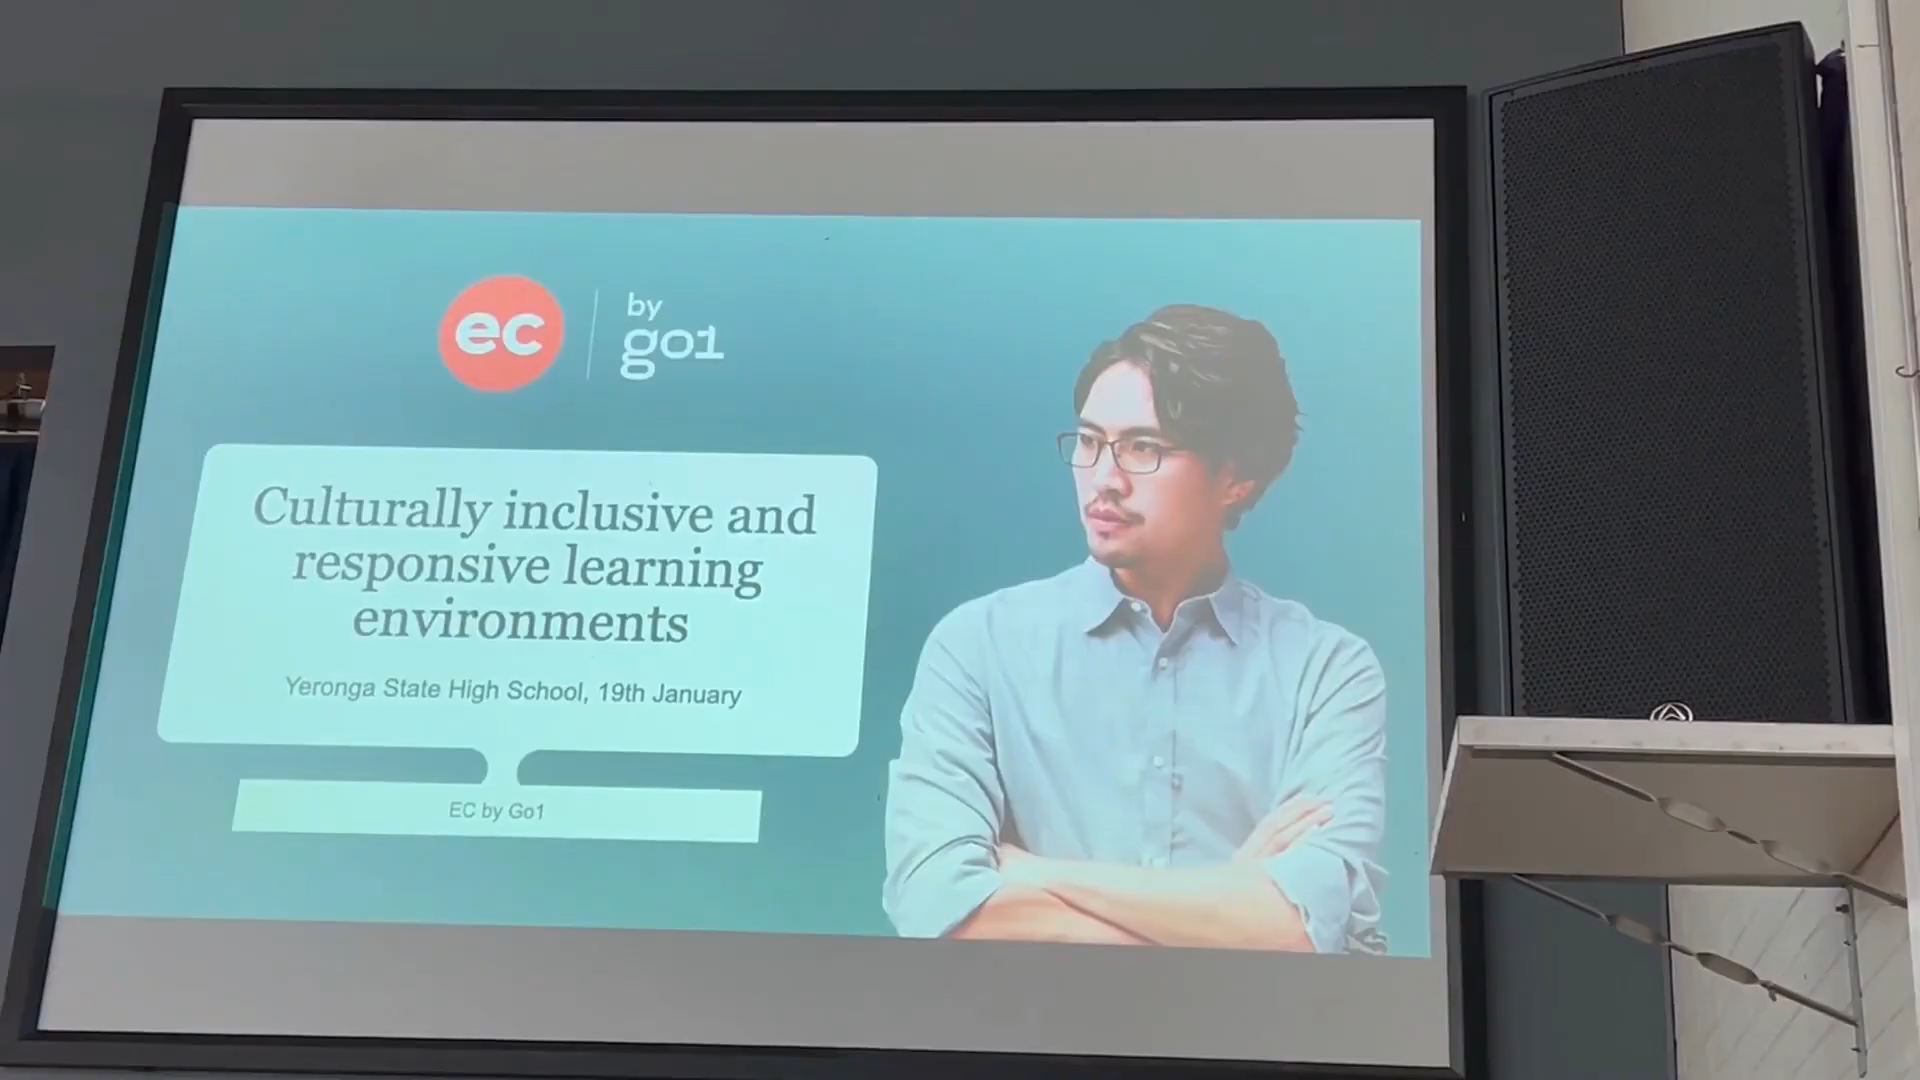 ec
by
go1
Culturally inclusive and
responsive learning
environments
Yeronga State High School, 19th January
EC by Go1